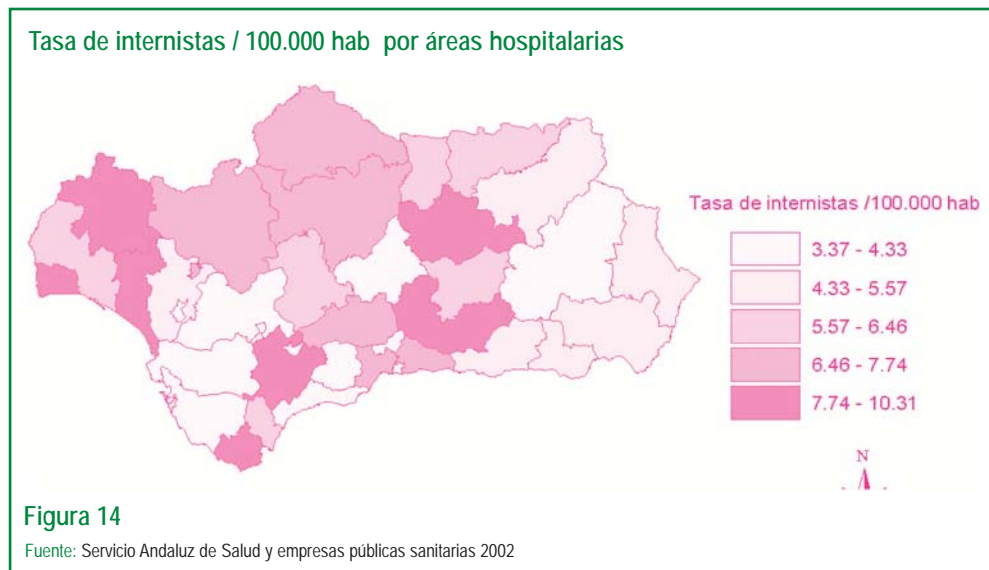 Tasa de internistas / 100.000 hab por áreas hospitalarias
Tasa de internistas /100.000 hab
3.37 - 4.33
4.33 - 5.57
5.57 - 6.46
6.46 - 7.74
7.74 - 10.31
N
Figura 14
Fuente: Servicio Andaluz de Salud y empresas públicas sanitarias 2002